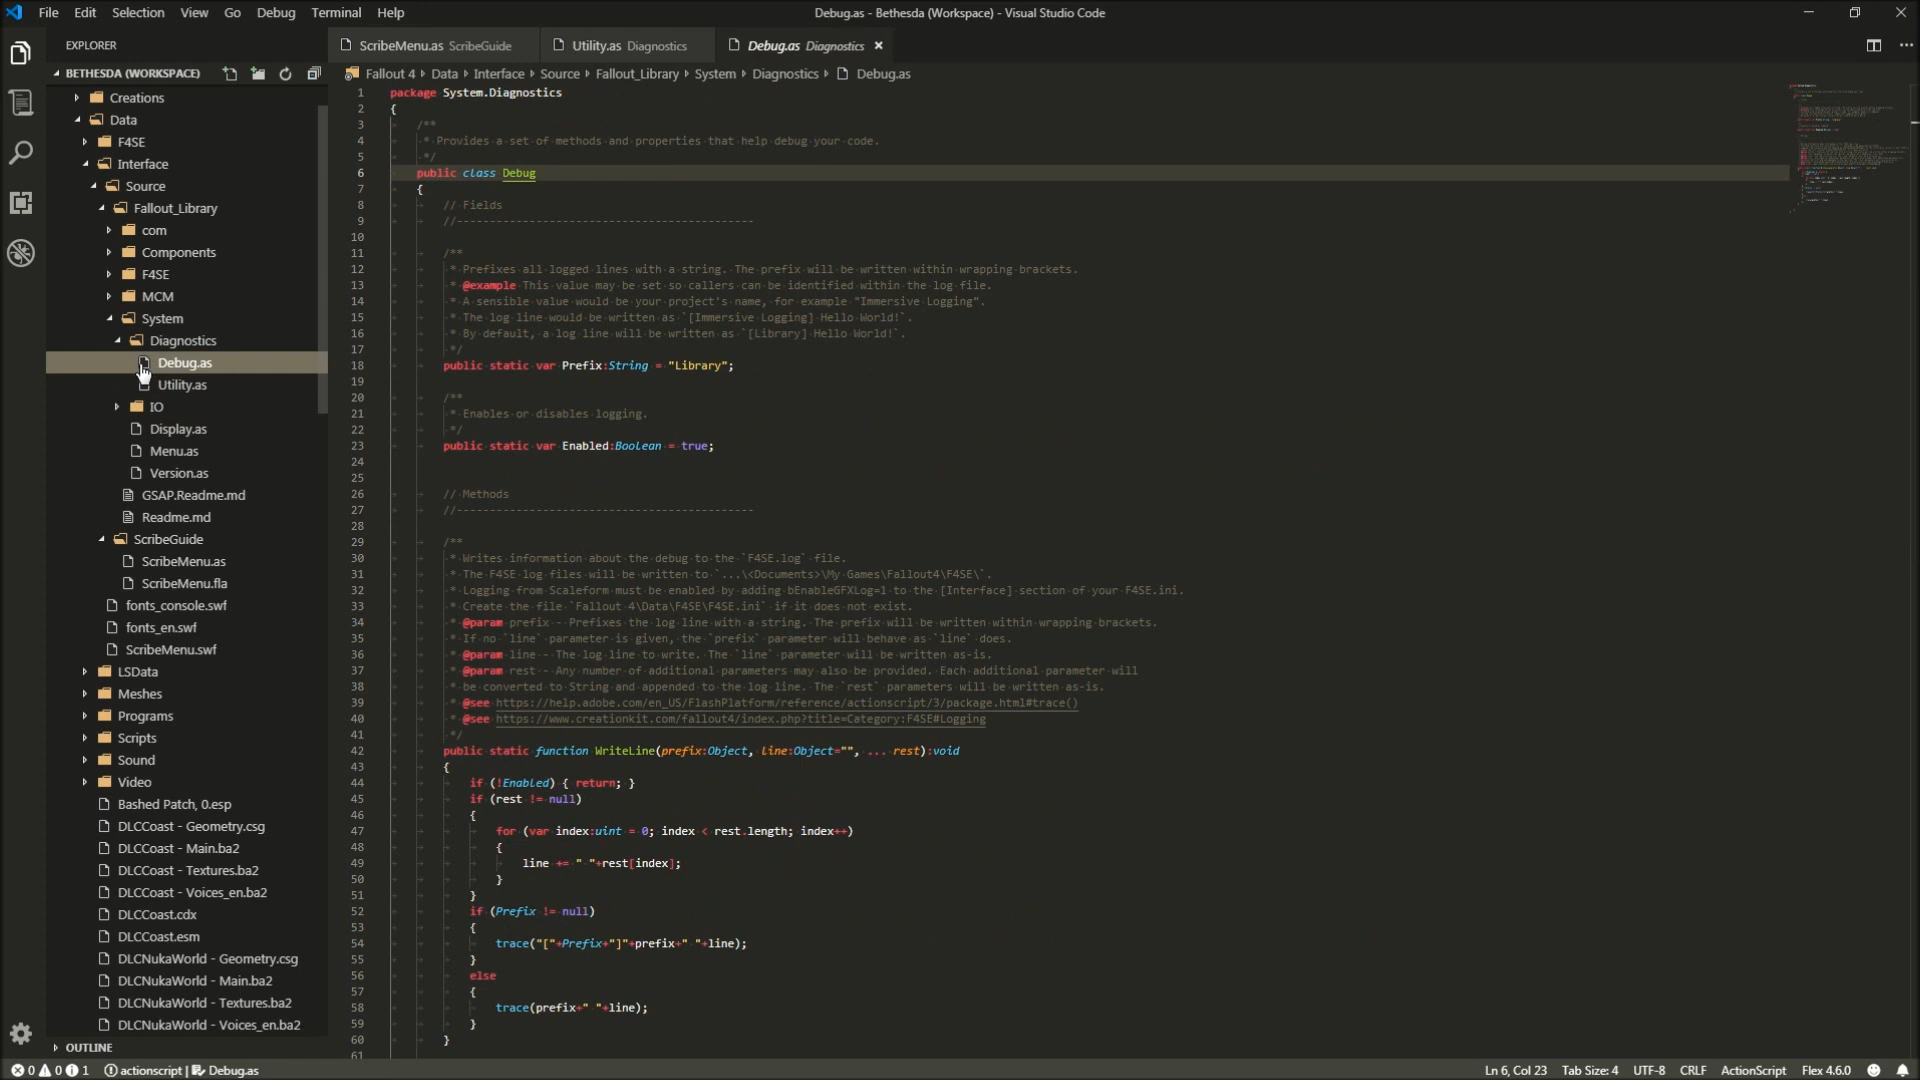 File Edit Selection View Go Debug Terminal Help
Debug.as - Bethesda (Workspace) - Visual Studio Code
EXPLORER
BETHESDA (WORKSPACE)
Creations
Data
F4SE
Interface
Source
Fallout_Library
com
Components
F4SE
MCM
System
Diagnostics
Debug.as
Utility.as
IO
Display.as
Menu.as
Version.as
GSAP.Readme.md
Readme.md
ScribeGuide
ScribeMenu.as
ScribeMenu.fla
fonts_console.swf
fonts_en.swf
ScribeMenu.swf
LSData
Meshes
Programs
Scripts
Sound
Video
Bashed Patch, 0.esp
DLCCoast - Geometry.csg
DLCCoast - Main.ba2
DLCCoast - Textures.ba2
DLCCoast - Voices_en.ba2
DLCCoast.cdx
DLCCoast.esm
DLCNukaWorld - Geometry.csg
DLCNukaWorld - Main.ba2
DLCNukaWorld - Textures.ba2
DLCNukaWorld - Voices_en.ba2
OUTLINE
ScribeMenu.as ScribeGuide
Utility.as Diagnostics
Debug.as Diagnostics
Fallout 4 Data Interface Source Fallout_Library System Diagnostics Debug.as
1 package System.Diagnostics
2 {
3 /**
4 * Provides a set of methods and properties that help debug your code.
5 */
6 public class Debug
7 {
8 // Fields
9 //---------------------------------------------
10
11 /**
12 * Prefixes all logged lines with a string. The prefix will be written within wrapping brackets.
13 * @example This value may be set so callers can be identified within the log file.
14 * A sensible value would be your project's name, for example "Immersive Logging".
15 * The log line would be written as `[Immersive Logging] Hello World!`.
16 * By default, a log line will be written as `[Library] Hello World!`.
17 */
18 public static var Prefix:String = "Library";
19
20 /**
21 * Enables or disables logging.
22 */
23 public static var Enabled:Boolean = true;
24
25
26 // Methods
27 //---------------------------------------------
28
29 /**
30 * Writes information about the debug to the `F4SE.log` file.
31 * The F4SE log files will be written to `...\<Documents>\My Games\Fallout4\F4SE\`.
32 * Logging from Scaleform must be enabled by adding bEnableGFXLog=1 to the [Interface] section of your F4SE.ini.
33 * Create the file `Fallout 4\Data\F4SE\F4SE.ini` if it does not exist.
34 * @param prefix - Prefixes the log line with a string. The prefix will be written within wrapping brackets.
35 * If no `line` parameter is given, the `prefix` parameter will behave as `line` does.
36 * @param line - The log line to write. The `line` parameter will be written as-is.
37 * @param rest - Any number of additional parameters may also be provided. Each additional parameter will
38 * be converted to String and appended to the log line. The `rest` parameters will be written as-is.
39 * @see https://help.adobe.com/en_US/FlashPlatform/reference/actionscript/3/package.html#trace()
40 * @see https://www.creationkit.com/fallout4/index.php?title=Category:F4SE#Logging
41 */
42 public static function WriteLine(prefix:Object, line:Object="", ... rest):void
43 {
44 if (!Enabled) { return; }
45 if (rest != null)
46 {
47 for (var index:uint = 0; index < rest.length; index++)
48 {
49 line += " "+rest[index];
50 }
51 }
52 if (Prefix != null)
53 {
54 trace("["+Prefix+"]"+prefix+" "+line);
55 }
56 else
57 {
58 trace(prefix+" "+line);
59 }
60 }
61
0 0 1 actionscript | Debug.as
Ln 6, Col 23 Tab Size: 4 UTF-8 CRLF ActionScript Flex 4.6.0